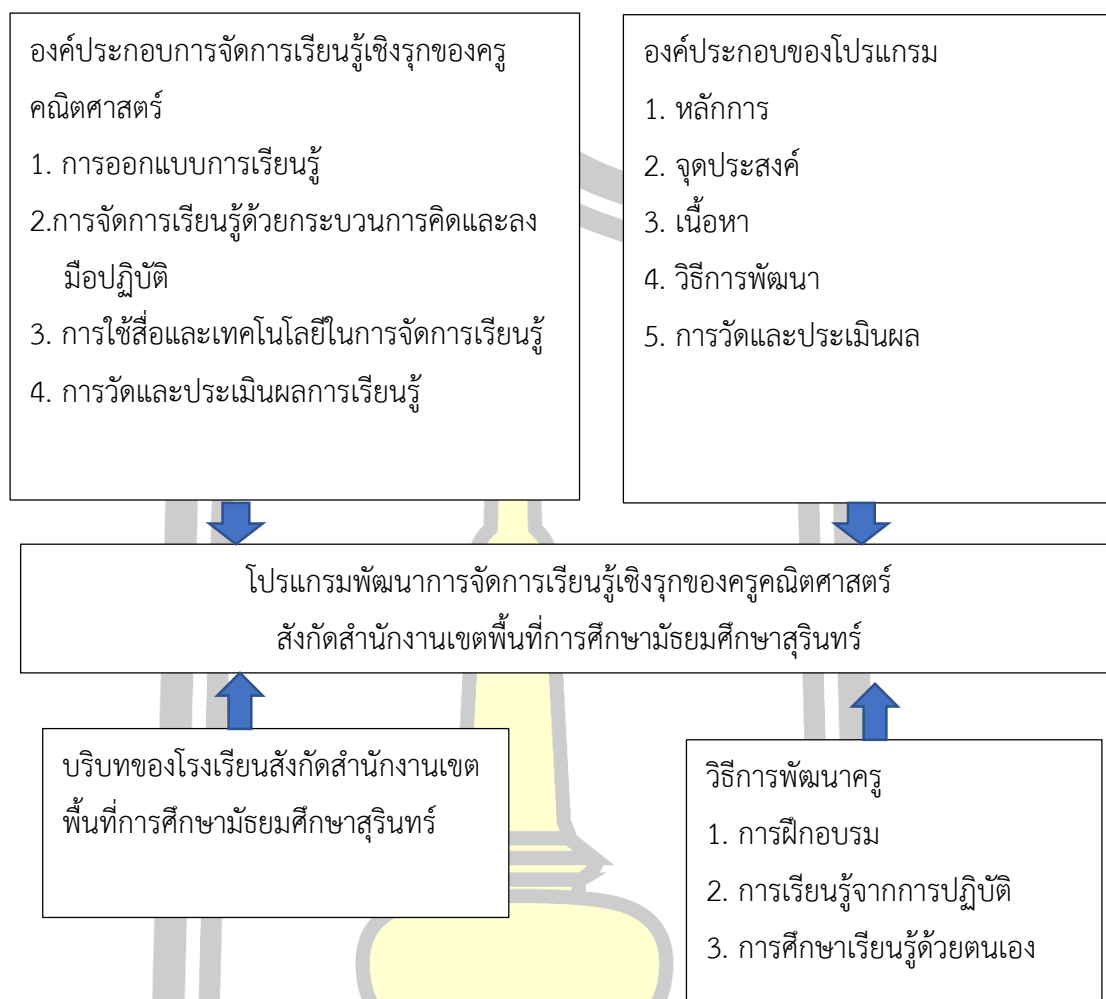 องค์ประกอบการจัดการเรียนรู้เชิงรุกของครู
คณิตศาสตร์
1. การออกแบบการเรียนรู้
2.การจัดการเรียนรู้ด้วยกระบวนการคิดและลง
มือปฏิบัติ
3. การใช้สื่อและเทคโนโลยีในการจัดการเรียนรู้
4. การวัดและประเมินผลการเรียนรู้
องค์ประกอบของโปรแกรม
1. หลักการ
2. จุดประสงค์
3. เนื้อหา
4. วิธีการพัฒนา
5. การวัดและประเมินผล
โปรแกรมพัฒนาการจัดการเรียนรู้เชิงรุกของครูคณิตศาสตร์
สังกัดสำนักงานเขตพื้นที่การศึกษามัธยมศึกษาสุรินทร์
บริบทของโรงเรียนสังกัดสำนักงานเขต
พื้นที่การศึกษามัธยมศึกษาสุรินทร์
วิธีการพัฒนาครู
1. การฝึกอบรม
2. การเรียนรู้จากการปฏิบัติ
3. การศึกษาเรียนรู้ด้วยตนเอง